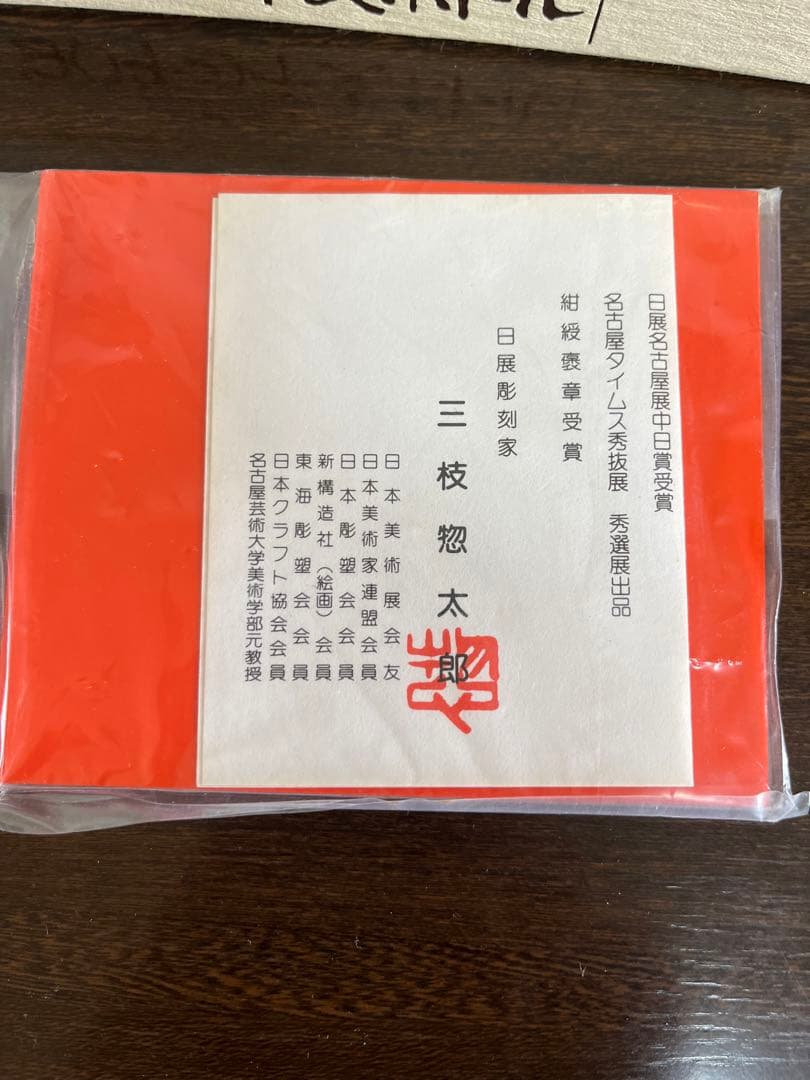 日展名古屋展中日賞受賞
名古屋タイムス秀抜展　秀選展出品
紺綬褒章受賞
日展彫刻家
三枝惣太郎
日本美術展会友
日本美術家連盟会員
日本彫塑会会員
新構造社（絵画）会員
東海彫塑会会員
日本クラフト協会会員
名古屋芸術大学美術学部元教授